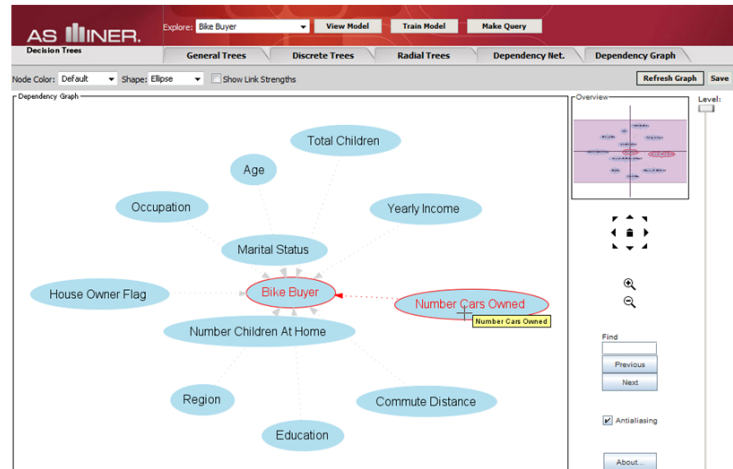 AS MINER.
Explore: Bike Buyer View Model Train Model Make Query
Decision Trees
General Trees Discrete Trees Radial Trees Dependency Net. Dependency Graph
Node Color: Default Shape: Ellipse Show Link Strengths Refresh Graph Save
Dependency Graph
Overview
Level:
Total Children
Age
Occupation
Yearly Income
Marital Status
House Owner Flag
Bike Buyer
Number Cars Owned
Number Cars Owned
Number Children At Home
Region
Commute Distance
Education
Find
Previous
Next
Antialiasing
About...